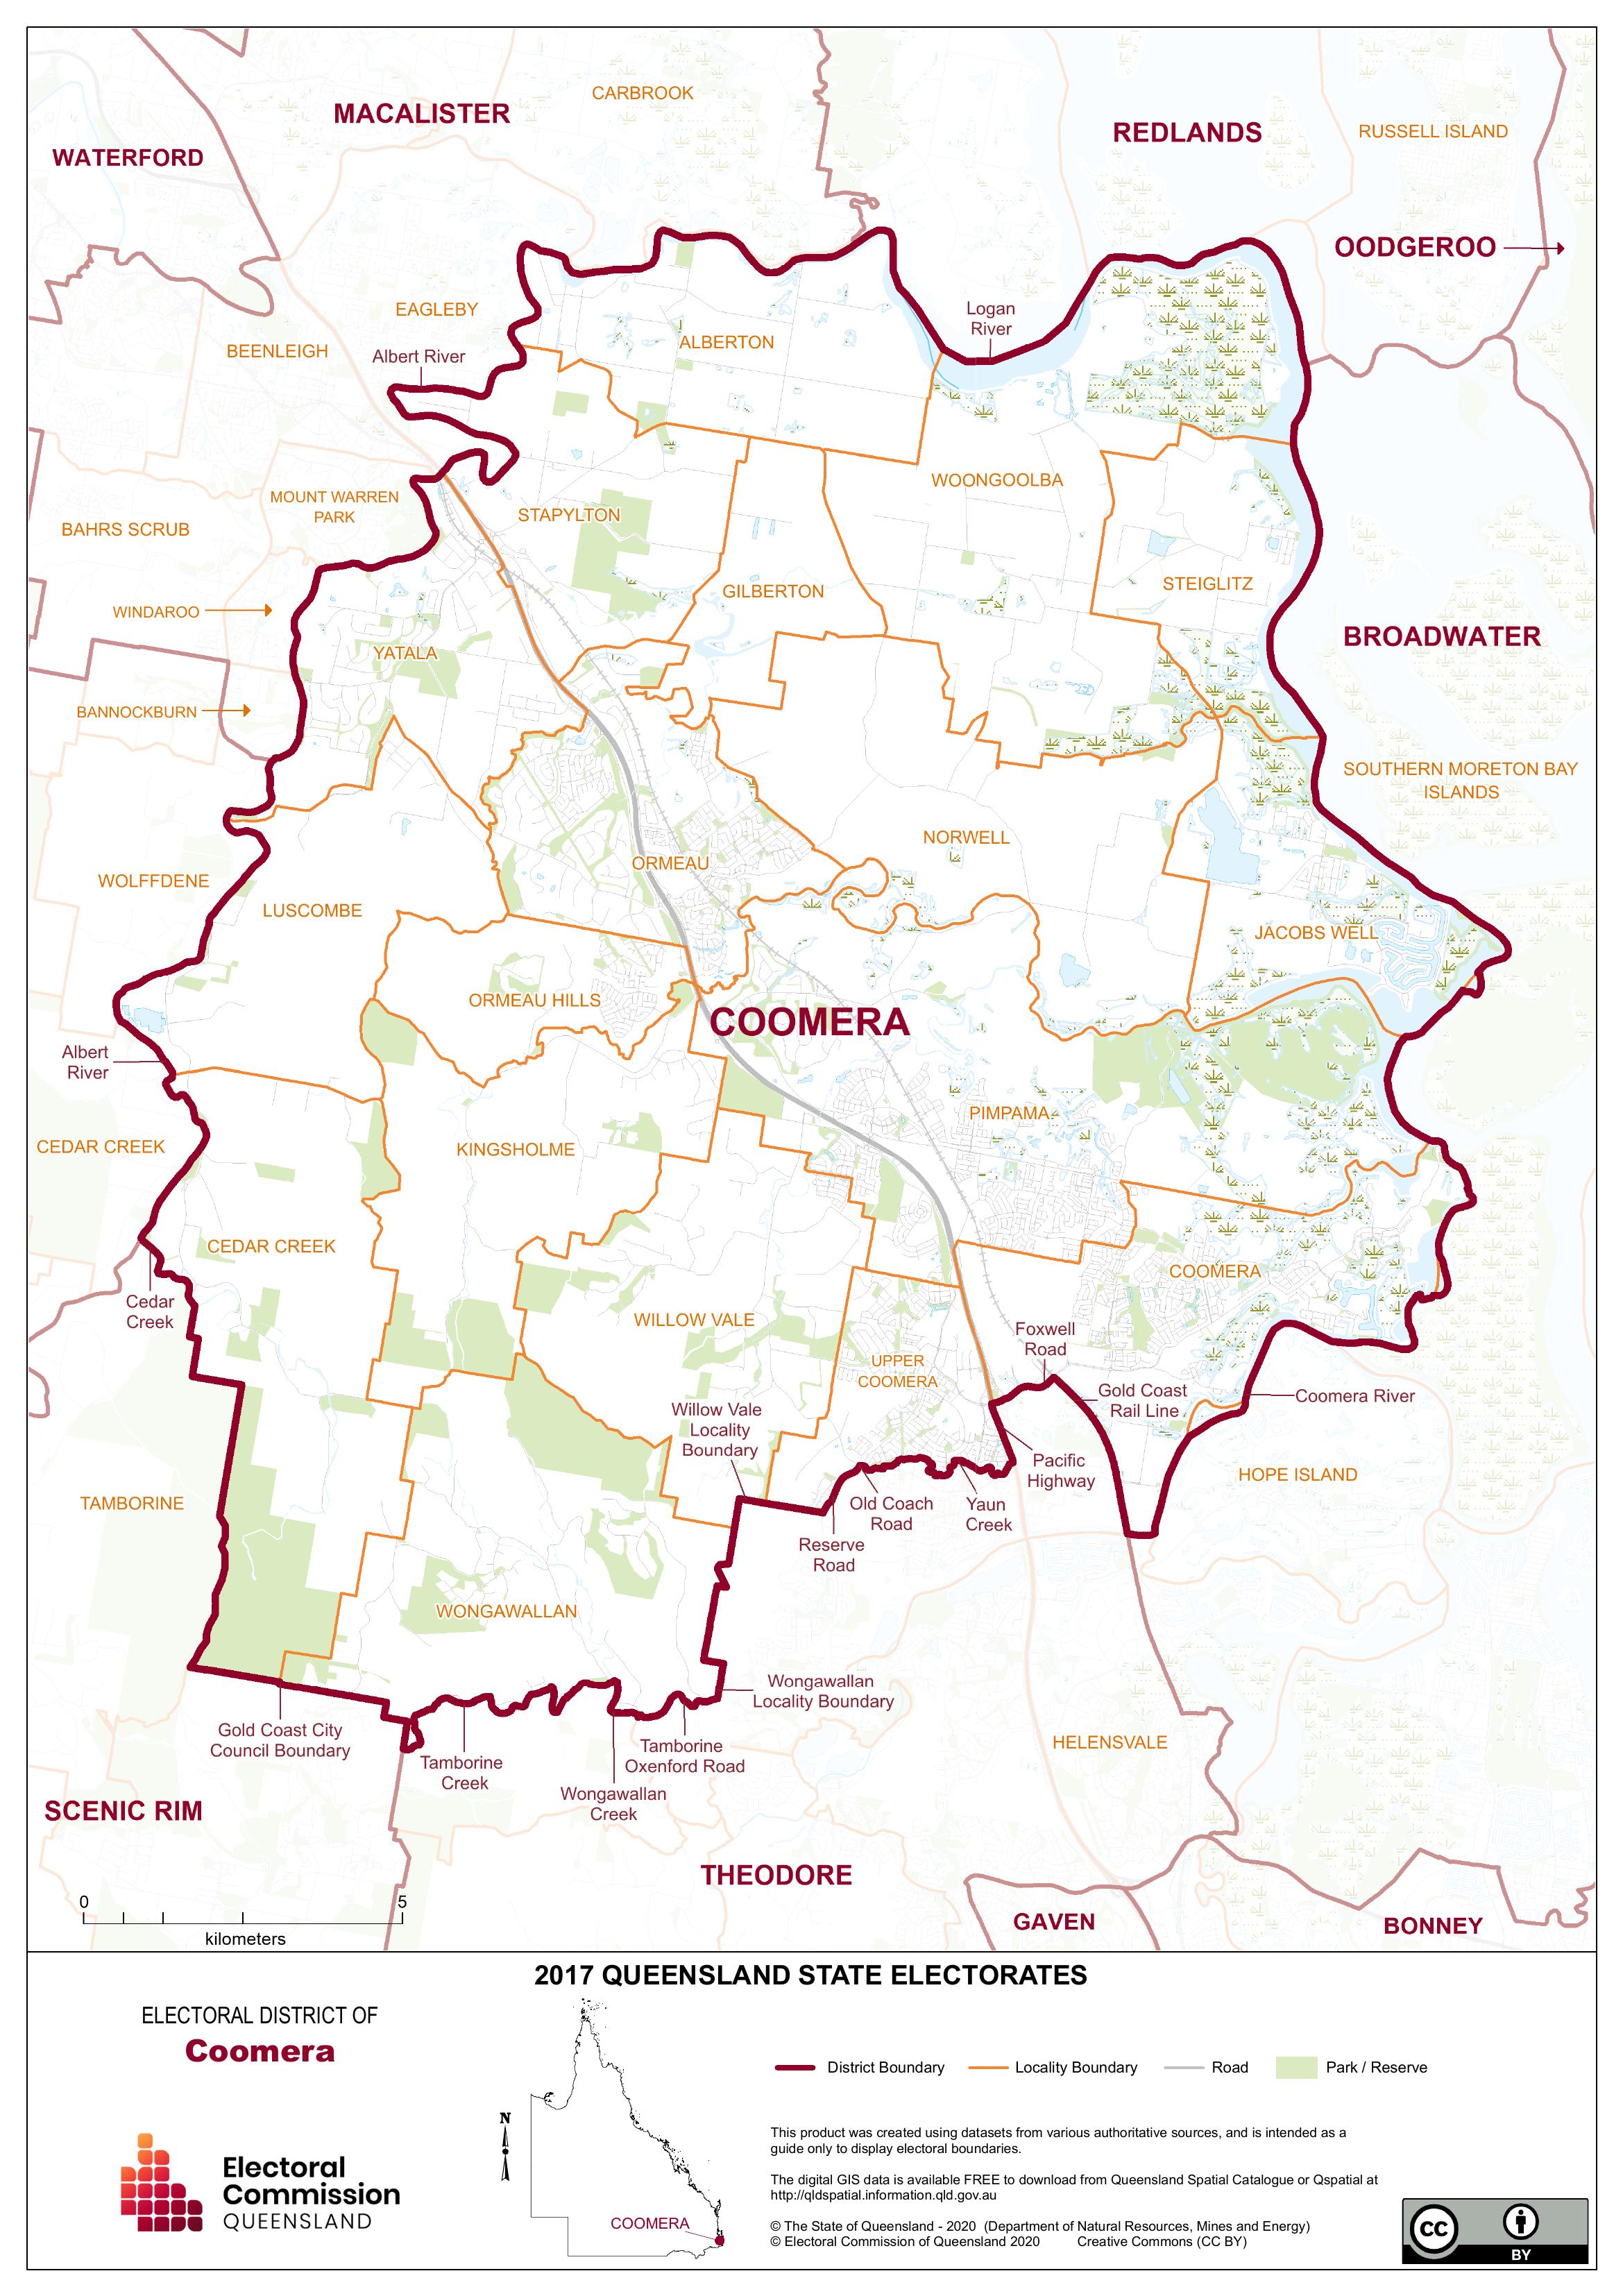 CARBROOK
MACALISTER
REDLANDS
RUSSELL ISLAND
WATERFORD
OODGEROO
EAGLEBY
Logan
River
ALBERTON
BEENLEIGH
Albert River
WOONGOOLBA
MOUNT WARREN
PARK
STAPYLTON
BAHRS SCRUB
STEIGLITZ
GILBERTON
WINDAROO
BROADWATER
YATALA
BANNOCKBURN
SOUTHERN MORETON BAY
ISLANDS
NORWELL
ORMEAU
WOLFFDENE
LUSCOMBE
JACOBS WELL
ORMEAU HILLS
COOMERA
Albert
River
PIMPAMA
CEDAR CREEK
KINGSHOLME
CEDAR CREEK
COOMERA
Cedar
Creek
WILLOW VALE
Foxwell
Road
UPPER
COOMERA
Gold Coast
Rail Line
Coomera River
Willow Vale
Locality
Boundary
Pacific
Highway
HOPE ISLAND
TAMBORINE
Old Coach
Road
Yaun
Creek
Reserve
Road
WONGAWALLAN
Wongawallan
Locality Boundary
Gold Coast City
Council Boundary
Tamborine
Creek
Tamborine
Oxenford Road
HELENSVALE
Wongawallan
Creek
SCENIC RIM
THEODORE
GAVEN
BONNEY
0 5
kilometers
2017 QUEENSLAND STATE ELECTORATES
ELECTORAL DISTRICT OF
Coomera
District Boundary
Locality Boundary
Road
Park / Reserve
N
Electoral
Commission
QUEENSLAND
COOMERA
This product was created using datasets from various authoritative sources, and is intended as a
guide only to display electoral boundaries.
The digital GIS data is available FREE to download from Queensland Spatial Catalogue or Qspatial at
http://qldspatial.information.qld.gov.au
© The State of Queensland - 2020 (Department of Natural Resources, Mines and Energy)
© Electoral Commission of Queensland 2020 Creative Commons (CC BY)
CC
BY